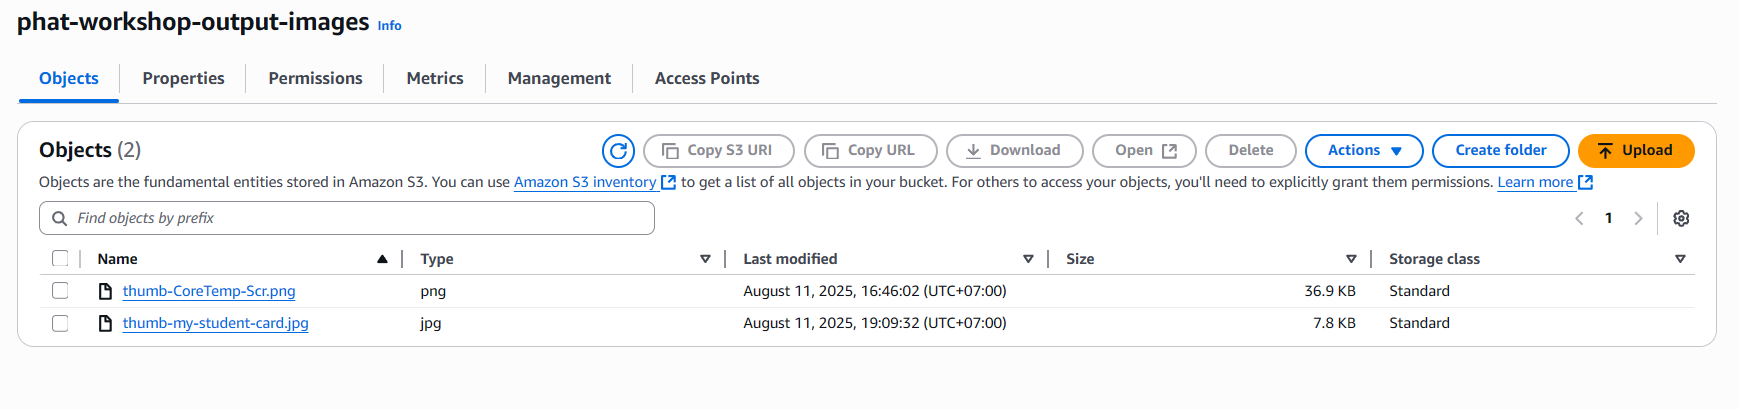 phat-workshop-output-images Info
Objects Properties Permissions Metrics Management Access Points
Objects (2) Copy S3 URI Copy URL Download Open Delete Actions Create folder Upload
Objects are the fundamental entities stored in Amazon S3. You can use Amazon S3 inventory to get a list of all objects in your bucket. For others to access your objects, you'll need to explicitly grant them permissions. Learn more
Find objects by prefix 1
Name Type Last modified Size Storage class
thumb-CoreTemp-Scr.png png August 11, 2025, 16:46:02 (UTC+07:00) 36.9 KB Standard
thumb-my-student-card.jpg jpg August 11, 2025, 19:09:32 (UTC+07:00) 7.8 KB Standard